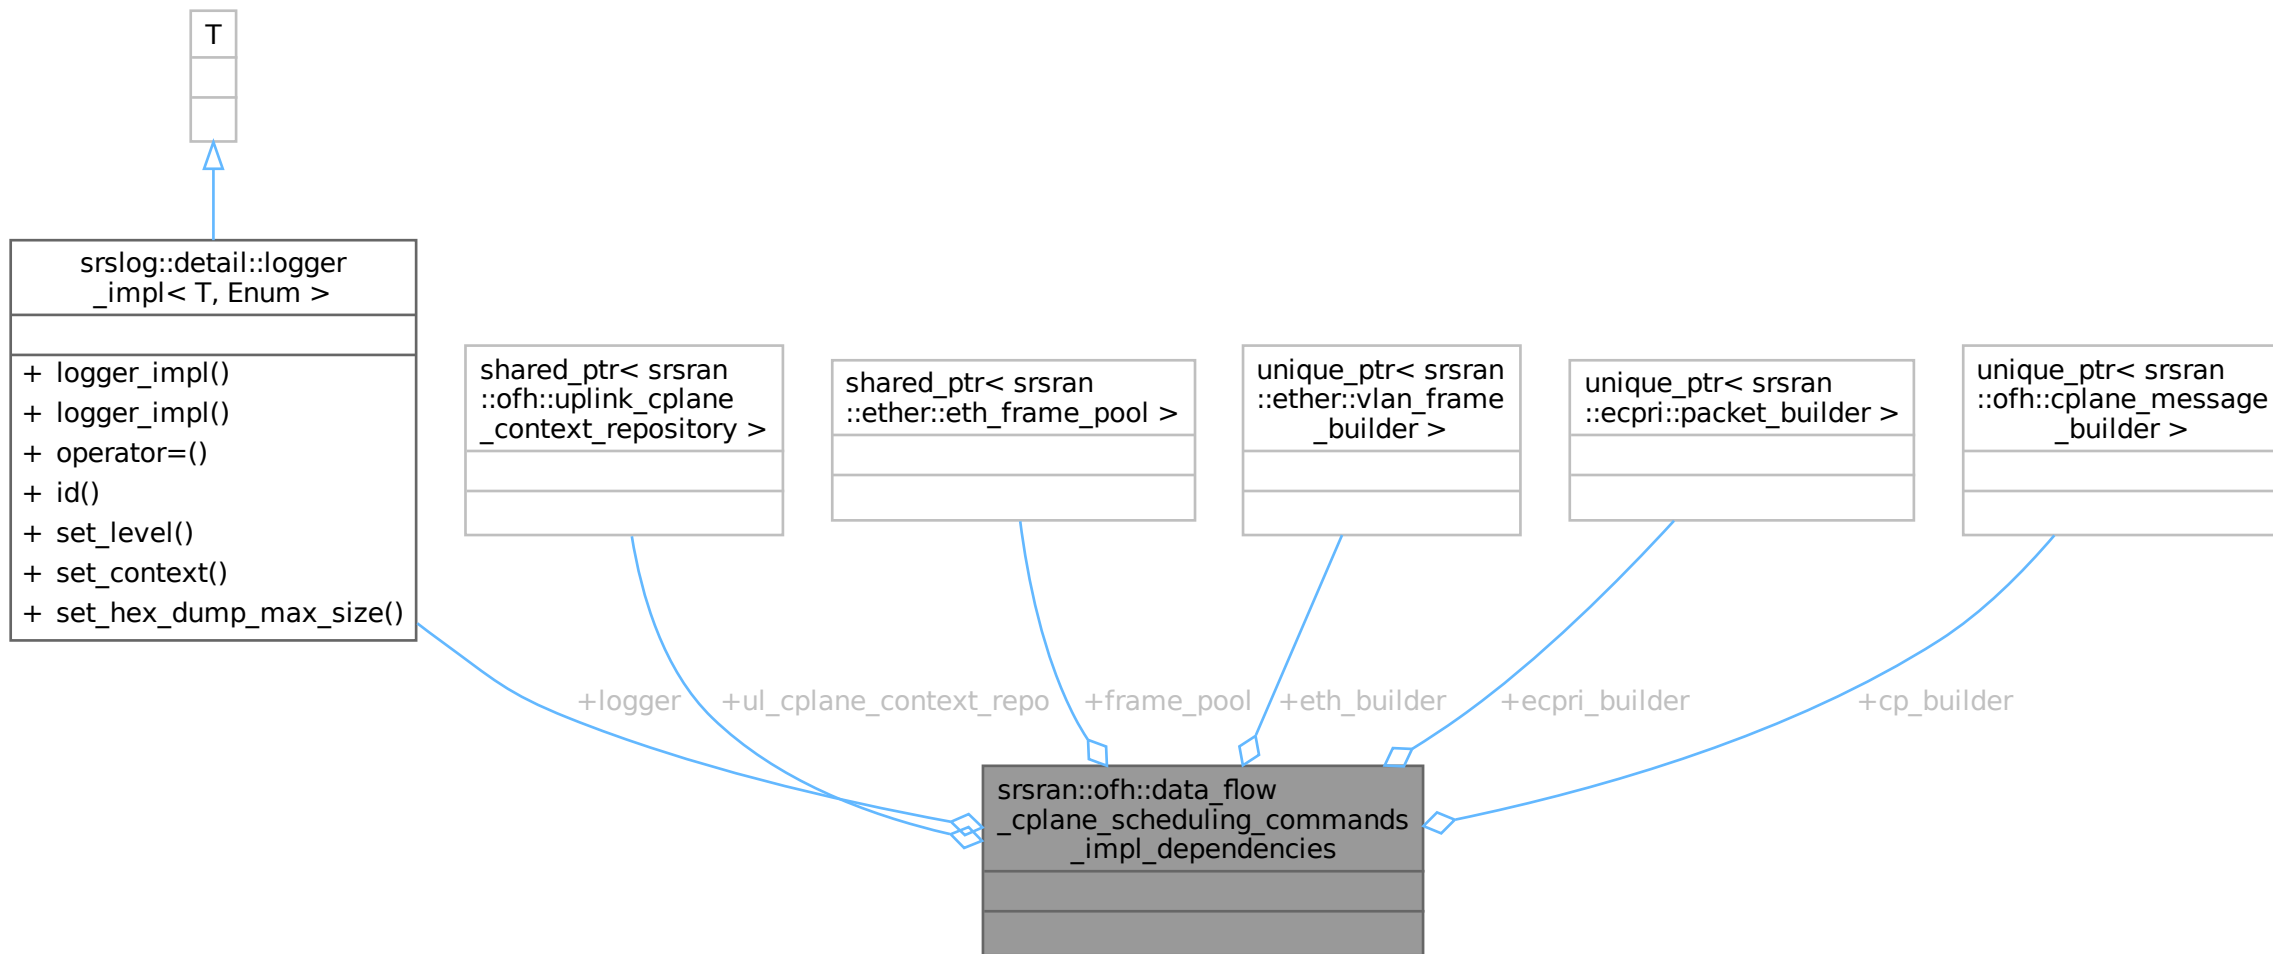 T
srslog::detail::logger
_impl< T, Enum >
+ logger_impl()
+ logger_impl()
+ operator=()
+ id()
+ set_level()
+ set_context()
+ set_hex_dump_max_size()
shared_ptr< srsran
::ofh::uplink_cplane
_context_repository >
shared_ptr< srsran
::ether::eth_frame_pool >
unique_ptr< srsran
::ether::vlan_frame
_builder >
unique_ptr< srsran
::ecpri::packet_builder >
unique_ptr< srsran
::ofh::cplane_message
_builder >
+logger
+ul_cplane_context_repo
+frame_pool
+eth_builder
+ecpri_builder
+cp_builder
srsran::ofh::data_flow
_cplane_scheduling_commands
_impl_dependencies